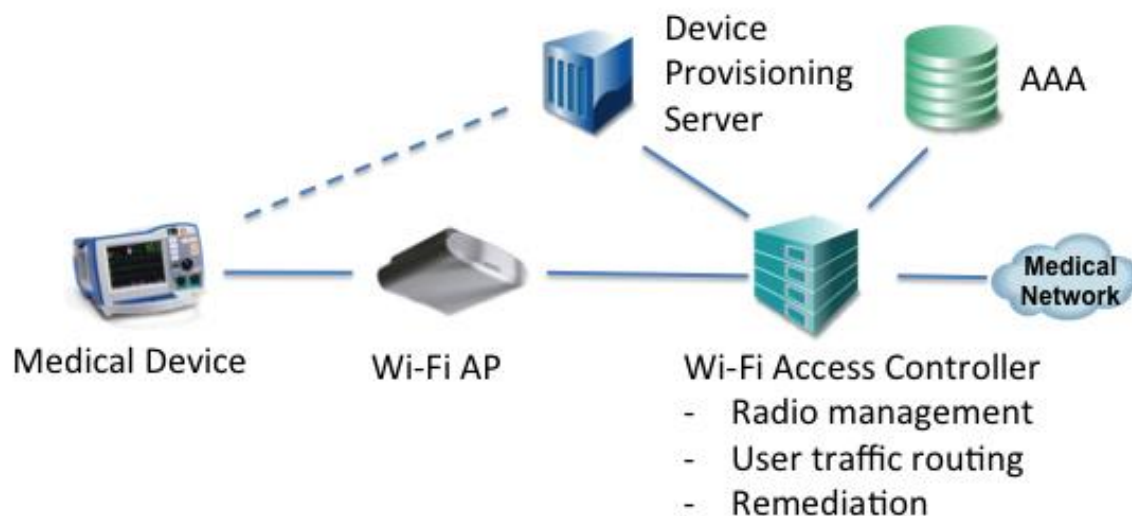 Device
Provisioning
Server
AAA
Medical
Network
Medical Device
Wi-Fi AP
Wi-Fi Access Controller
- Radio management
- User traffic routing
- Remediation